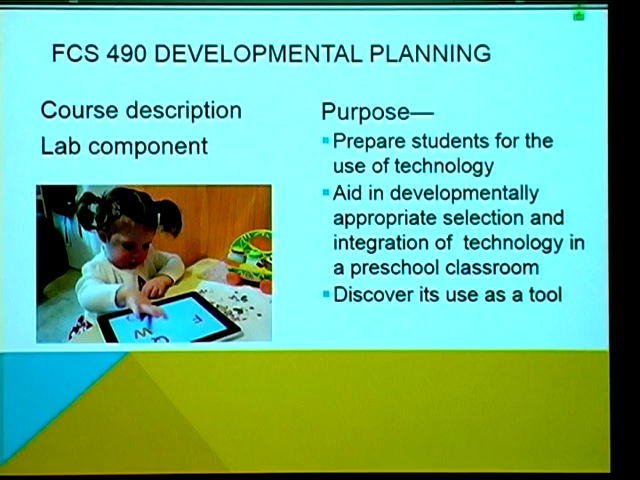 FCS 490 DEVELOPMENTAL PLANNING
Course description
Lab component
Purpose—
Prepare students for the
use of technology
Aid in developmentally
appropriate selection and
integration of technology in
a preschool classroom
Discover its use as a tool